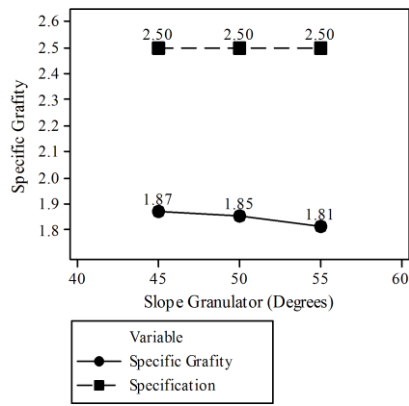 2.6
2.5
2.4
2.3
2.2
2.1
2.0
1.9
1.8
Specific Grafity
2.50 2.50 2.50
1.87 1.85 1.81
40 45 50 55 60
Slope Granulator (Degrees)
Variable
Specific Grafity
Specification